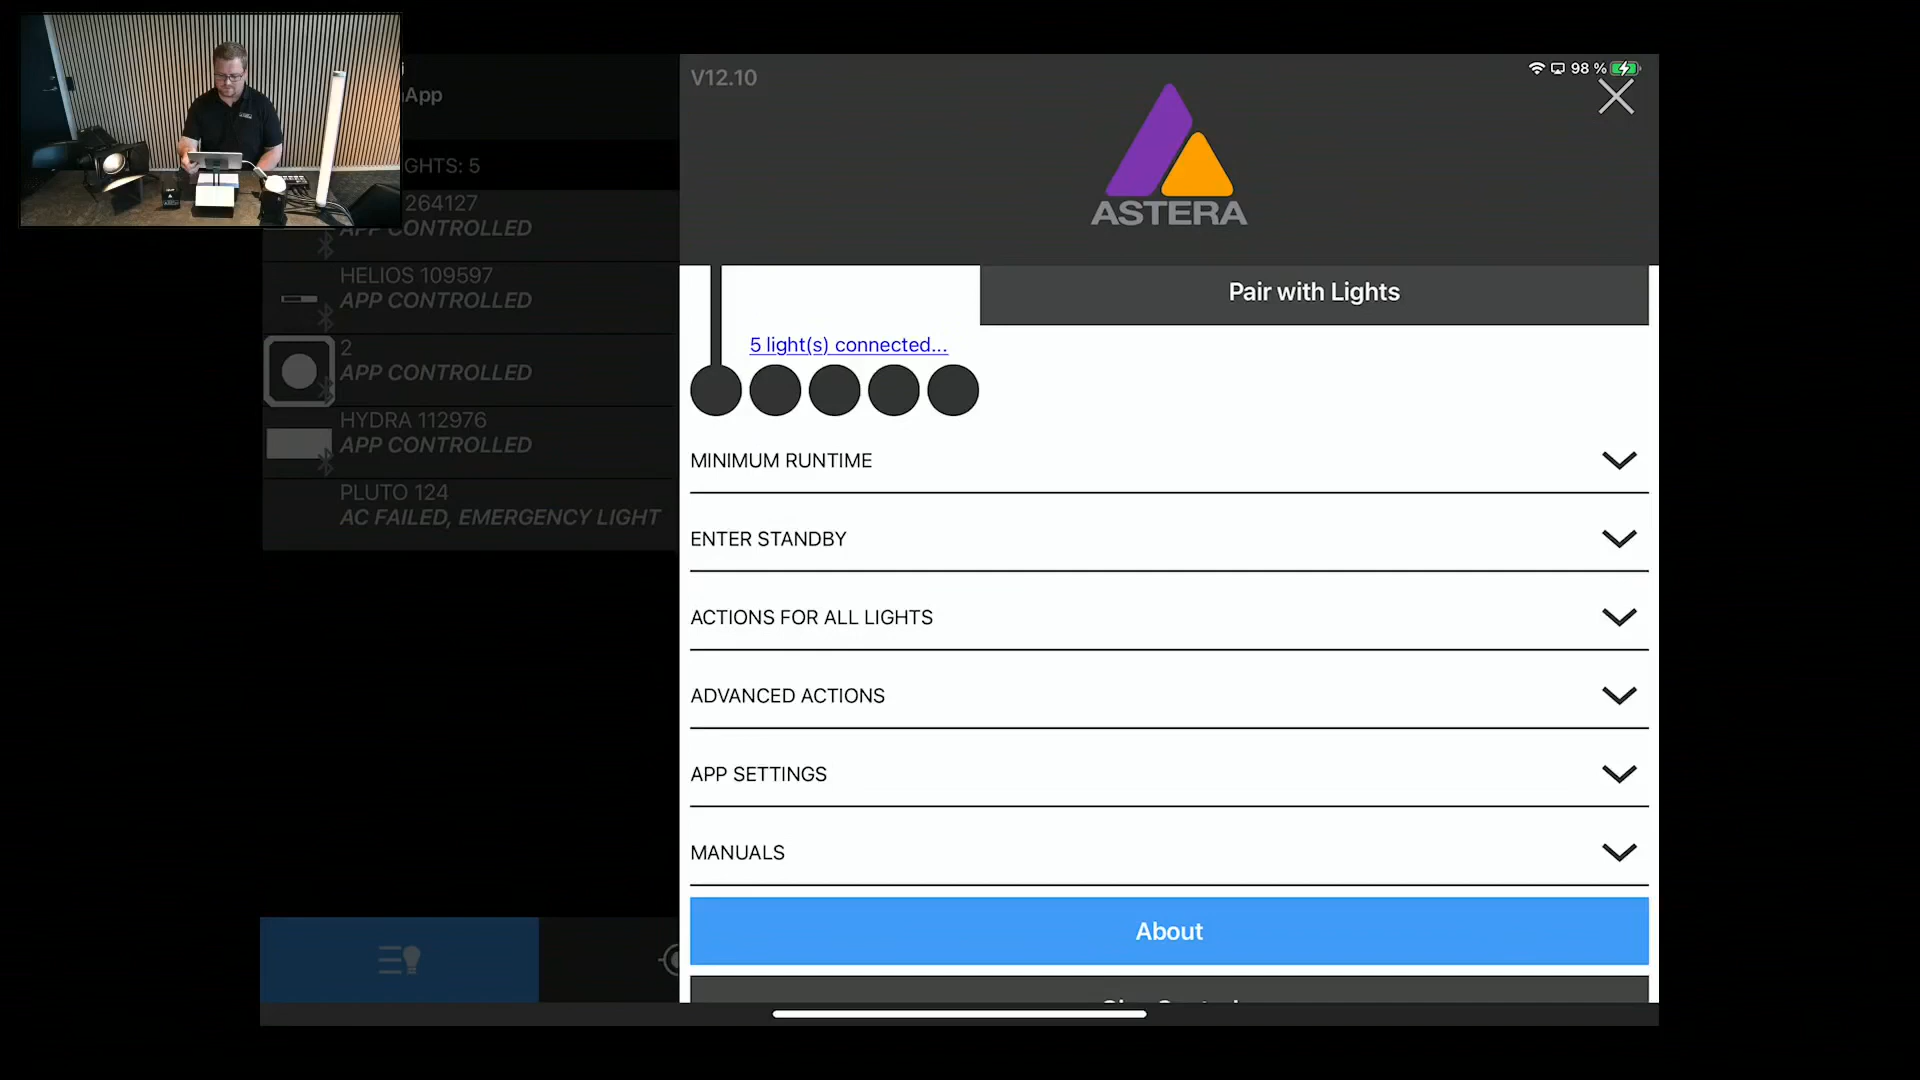 V12.10
98 %
App
GHTS: 5
264127
APP CONTROLLED
HELIOS 109597
APP CONTROLLED
2
APP CONTROLLED
HYDRA 112976
APP CONTROLLED
PLUTO 124
AC FAILED, EMERGENCY LIGHT
ASTERA
Pair with Lights
5 light(s) connected...
MINIMUM RUNTIME
ENTER STANDBY
ACTIONS FOR ALL LIGHTS
ADVANCED ACTIONS
APP SETTINGS
MANUALS
About